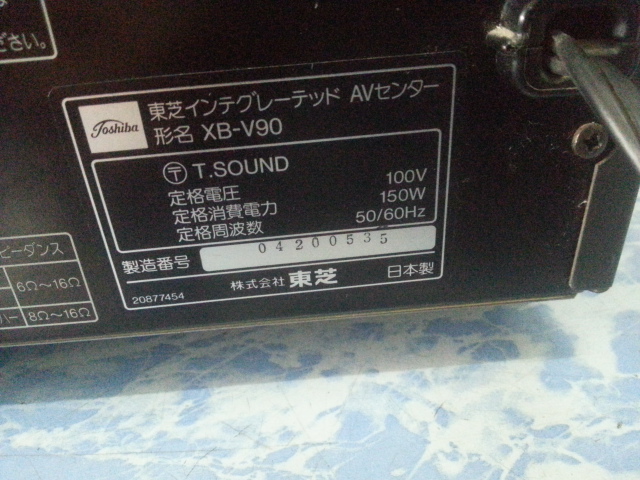 ださい。
Toshiba
東芝インテグレーテッド AVセンター
形名 XB-V90
〒 T.SOUND
定格電圧 100V
定格消費電力 150W
定格周波数 50/60Hz
製造番号 04200535
株式会社 東芝 日本製
20877454
ピーダンス
6Ω〜16Ω
8Ω〜16Ω